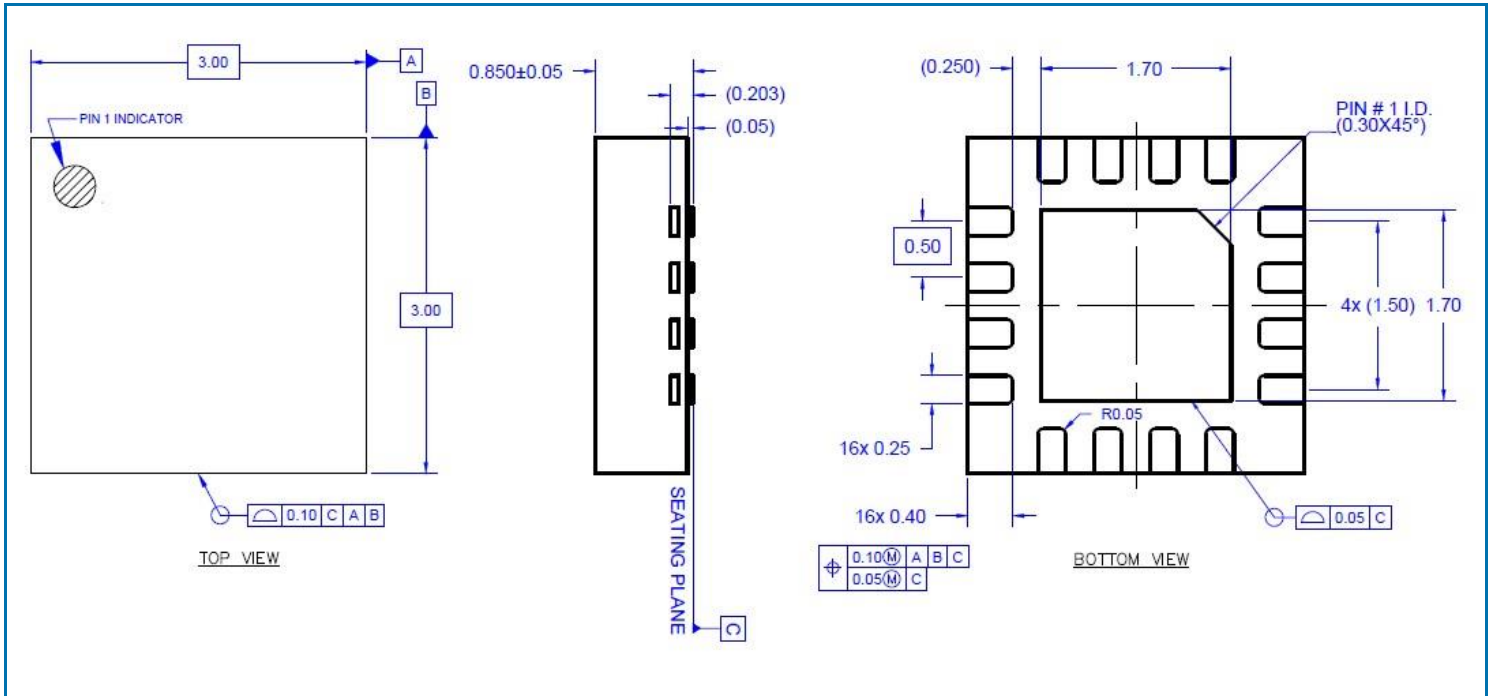 3.00
A
B
PIN 1 INDICATOR
3.00
0.10 C A B
TOP VIEW
0.850±0.05
(0.203)
(0.05)
SEATING PLANE
C
(0.250)
1.70
PIN # 1 I.D.
(0.30X45°)
0.50
4x (1.50) 1.70
R0.05
16x 0.25
16x 0.40
0.10Ⓜ A B C
0.05Ⓜ C
0.05 C
BOTTOM VIEW